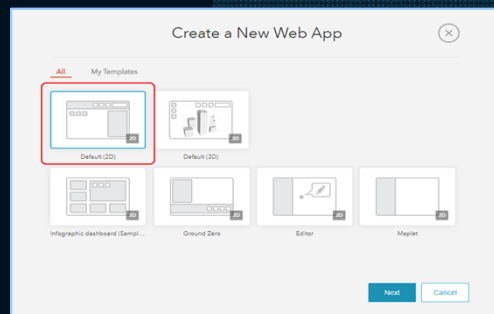 Create a New Web App
All My Templates
2D
3D
Default (2D) Default (3D)
2D 2D 2D 2D
Infographic dashboard (Sampl... Ground Zero Editor Maplet
Next Cancel